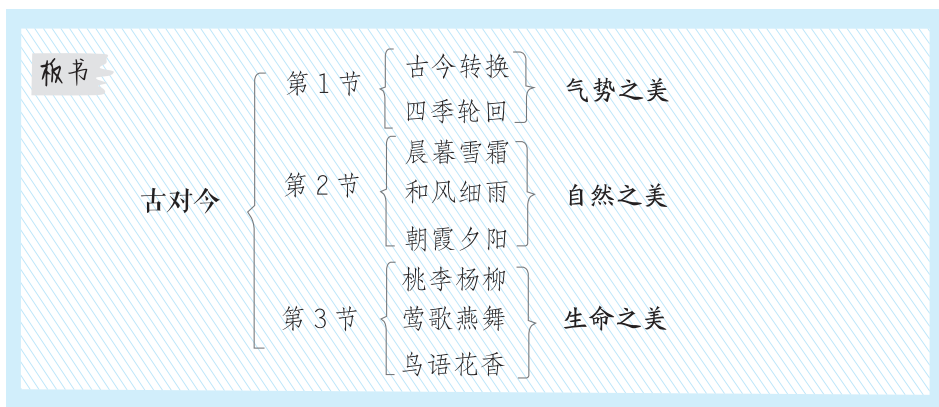 板书
古对今
第1节
古今转换
四季轮回
气势之美
第2节
晨暮雪霜
和风细雨
朝霞夕阳
自然之美
第3节
桃李杨柳
莺歌燕舞
鸟语花香
生命之美